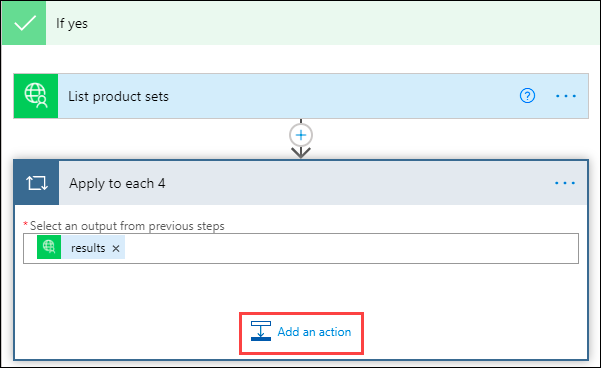 If yes
List product sets
Apply to each 4
*Select an output from previous steps
results
Add an action